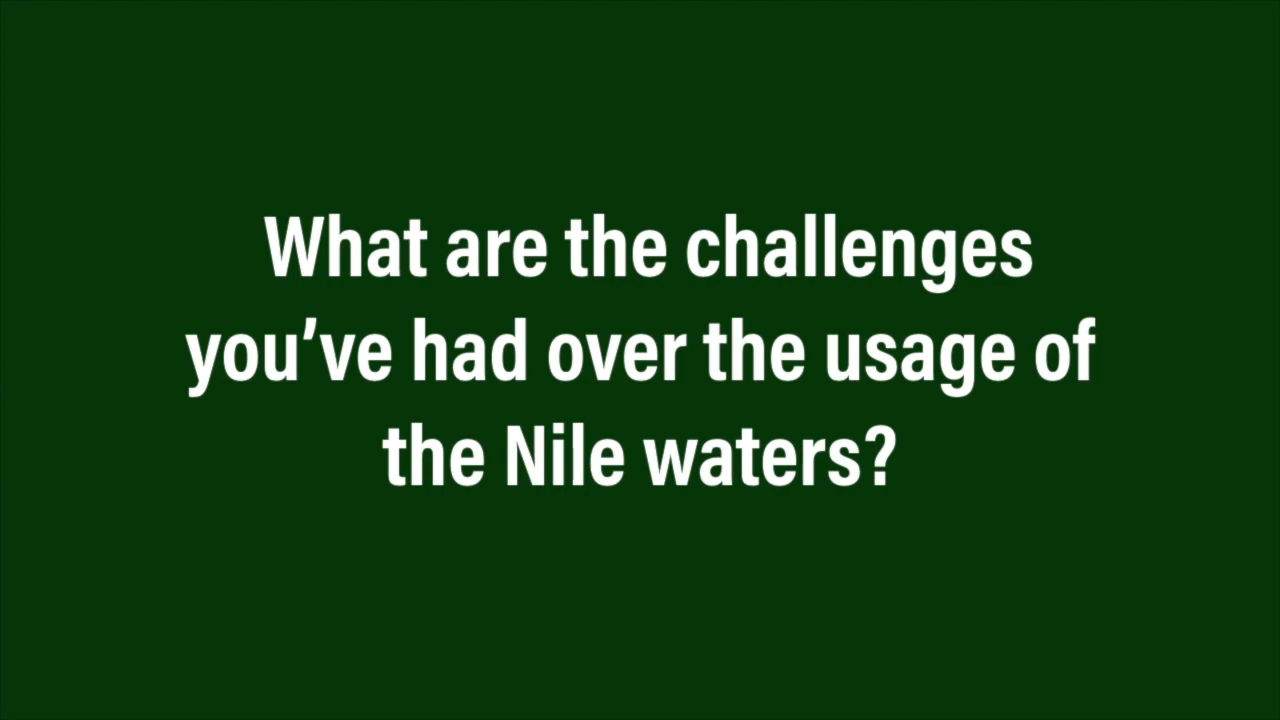 What are the challenges
you’ve had over the usage of
the Nile waters?